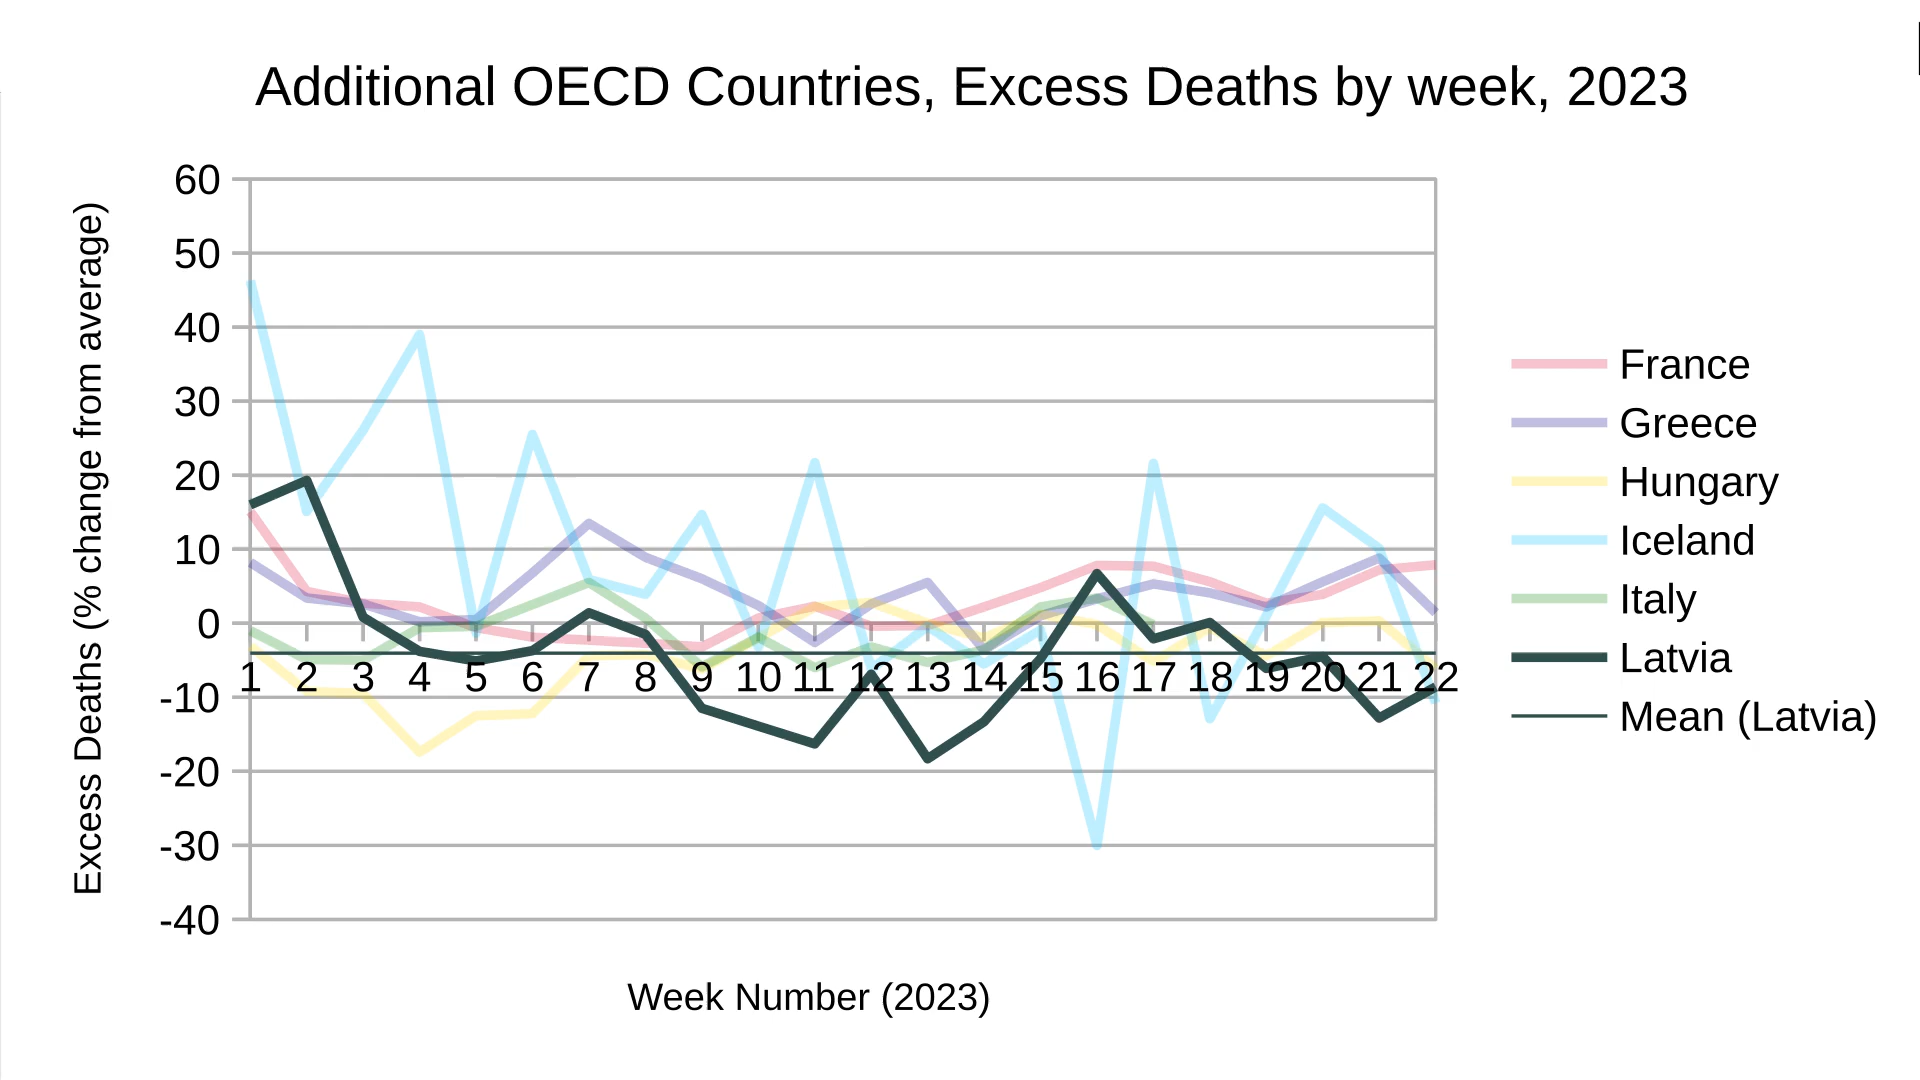 Additional OECD Countries, Excess Deaths by week, 2023
Excess Deaths (% change from average)
60
50
40
30
20
10
0
-10
-20
-30
-40
1 2 3 4 5 6 7 8 9 10 11 12 13 14 15 16 17 18 19 20 21 22
Week Number (2023)
France
Greece
Hungary
Iceland
Italy
Latvia
Mean (Latvia)